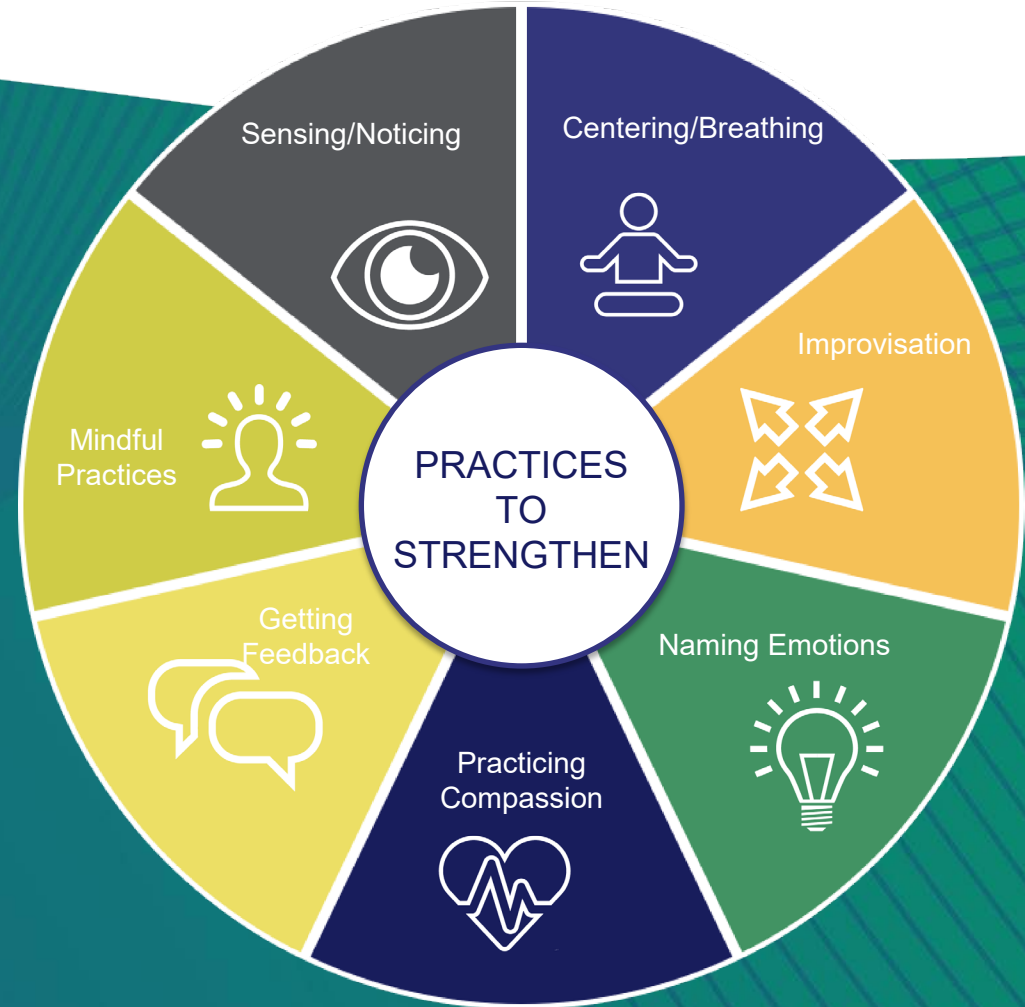 Sensing/Noticing
Centering/Breathing
Improvisation
Mindful
Practices
PRACTICES
TO
STRENGTHEN
Getting
Feedback
Naming Emotions
Practicing
Compassion